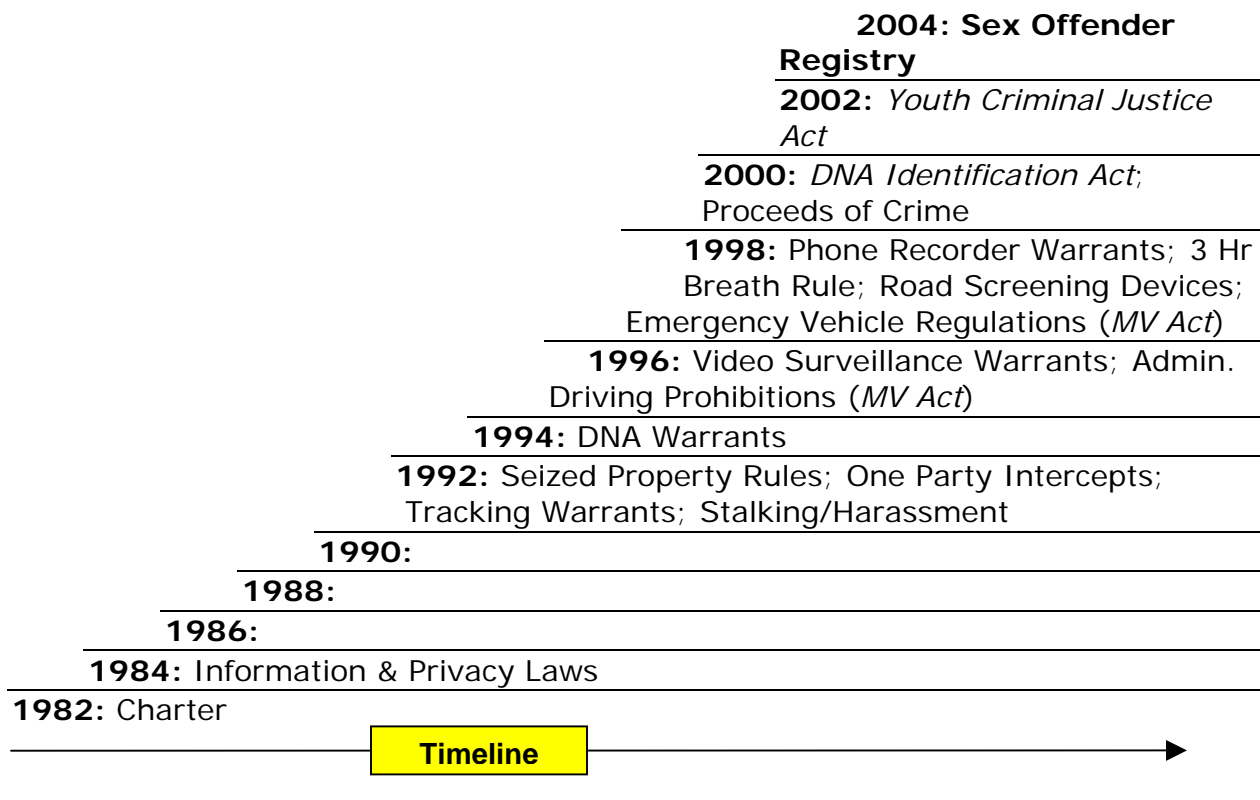 2004: Sex Offender
Registry
2002: Youth Criminal Justice
Act
2000: DNA Identification Act;
Proceeds of Crime
1998: Phone Recorder Warrants; 3 Hr
Breath Rule; Road Screening Devices;
Emergency Vehicle Regulations (MV Act)
1996: Video Surveillance Warrants; Admin.
Driving Prohibitions (MV Act)
1994: DNA Warrants
1992: Seized Property Rules; One Party Intercepts;
Tracking Warrants; Stalking/Harassment
1990:
1988:
1986:
1984: Information & Privacy Laws
1982: Charter
Timeline